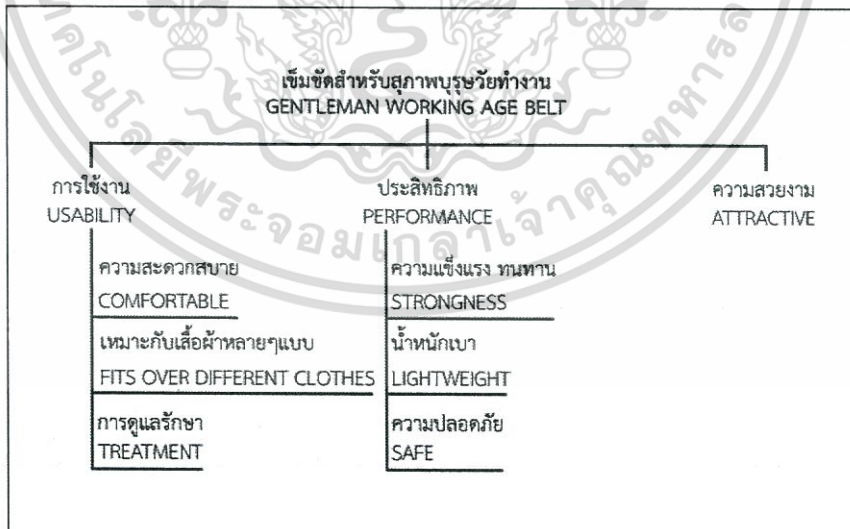 เข็มขัดสำหรับสุภาพบุรุษวัยทำงาน
GENTLEMAN WORKING AGE BELT
การใช้งาน
USABILITY
ความสะดวกสบาย
COMFORTABLE
เหมาะกับเสื้อผ้าหลายๆแบบ
FITS OVER DIFFERENT CLOTHES
การดูแลรักษา
TREATMENT
ประสิทธิภาพ
PERFORMANCE
ความแข็งแรง ทนทาน
STRONGNESS
น้ำหนักเบา
LIGHTWEIGHT
ความปลอดภัย
SAFE
ความสวยงาม
ATTRACTIVE